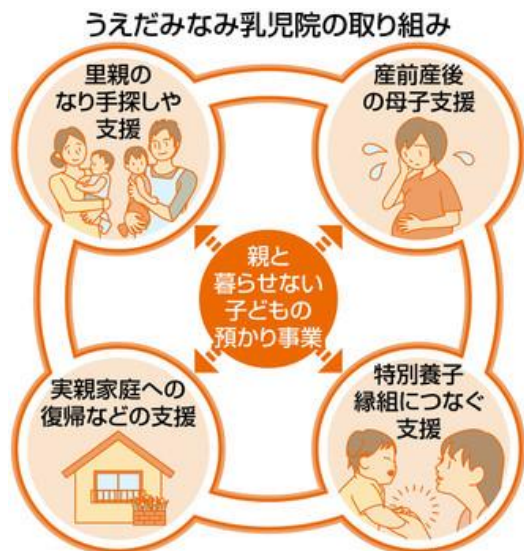 うえだみなみ乳児院の取り組み
里親の
なり手探しや
支援
産前産後
の母子支援
親と
暮らせない
子どもの
預かり事業
実親家庭への
復帰などの支援
特別養子
縁組につなぐ
支援